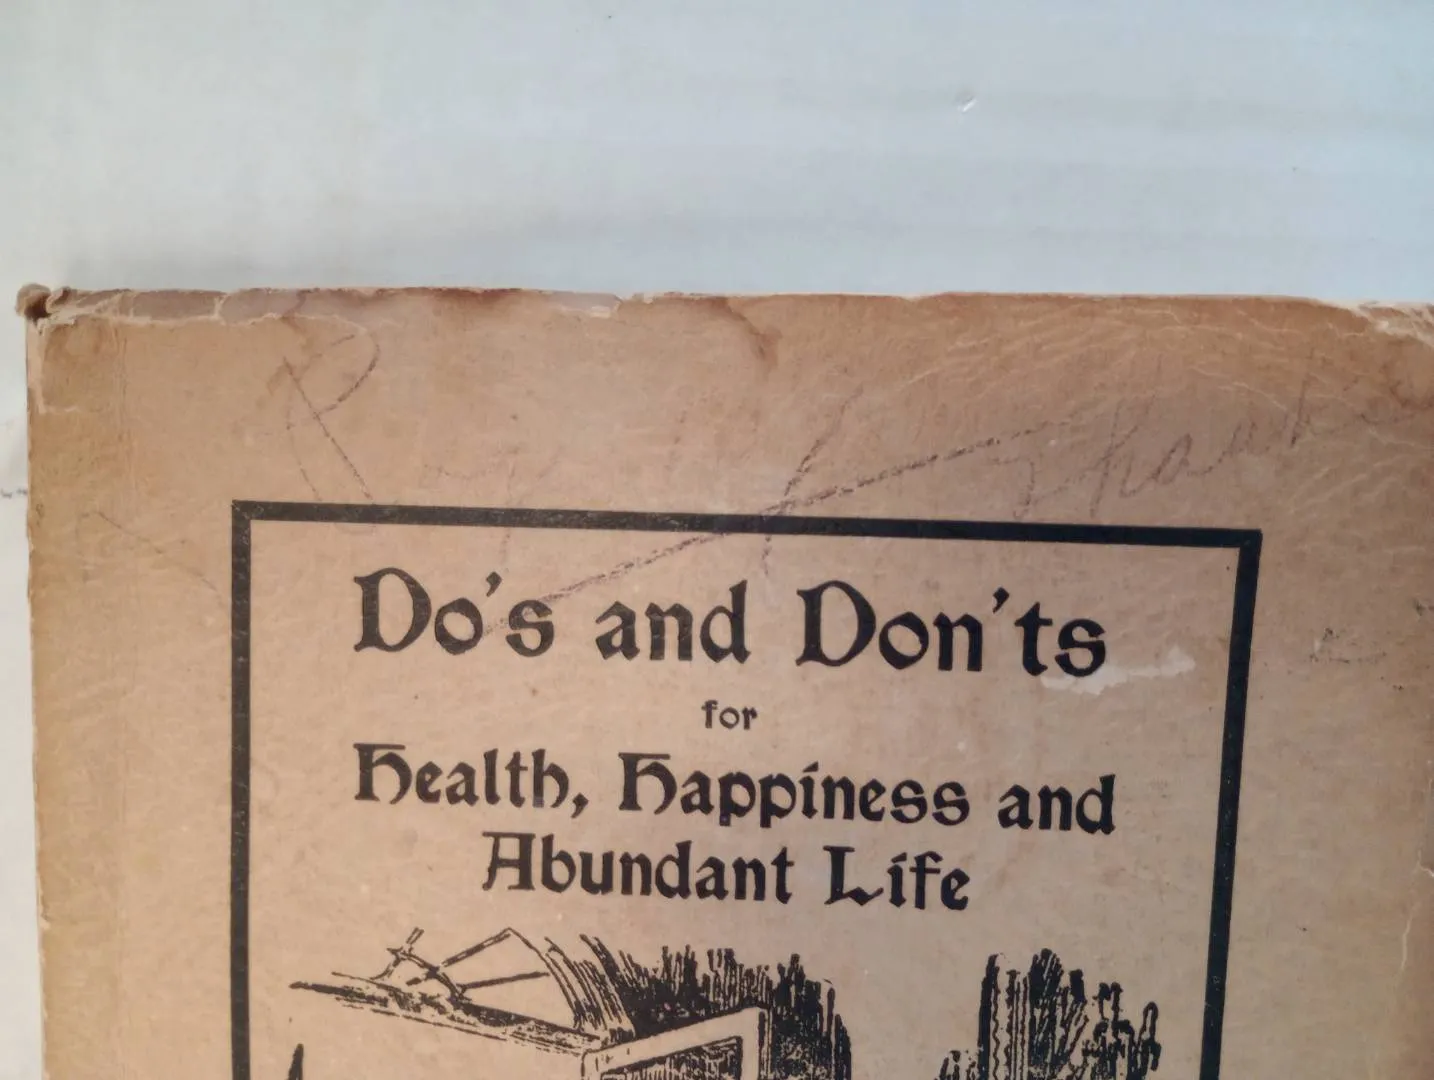 Do's and Don'ts
for
Health, Happiness and
Abundant Life